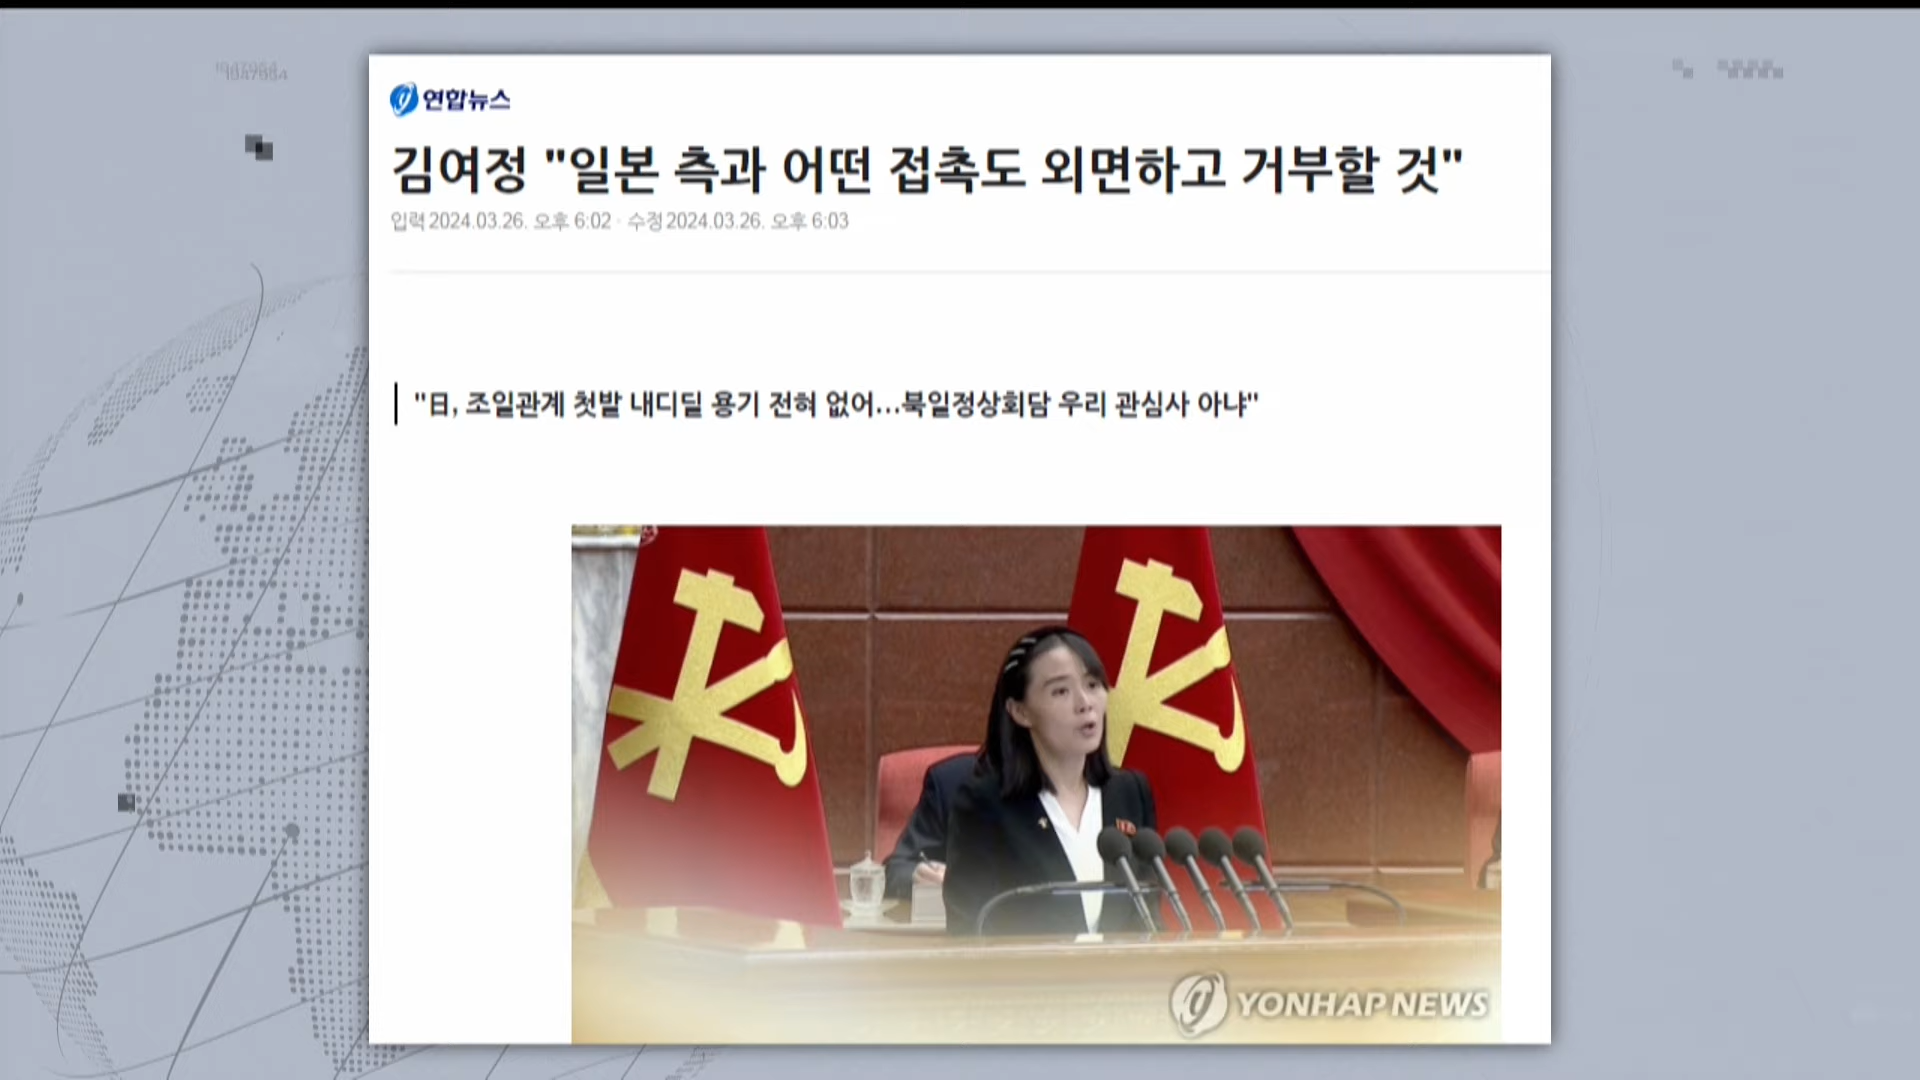 1047954
연합뉴스
김여정 "일본 측과 어떤 접촉도 외면하고 거부할 것"
입력 2024.03.26. 오후 6:02 · 수정 2024.03.26. 오후 6:03
"日, 조일관계 첫발 내디딜 용기 전혀 없어…북일정상회담 우리 관심사 아냐"
YONHAP NEWS